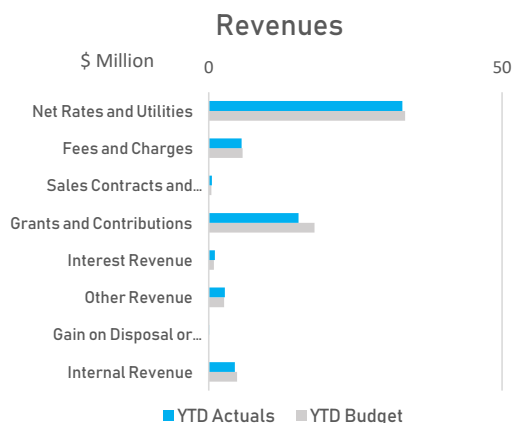 Revenues
$ Million
0
50
Net Rates and Utilities
Fees and Charges
Sales Contracts and...
Grants and Contributions
Interest Revenue
Other Revenue
Gain on Disposal or...
Internal Revenue
YTD Actuals YTD Budget